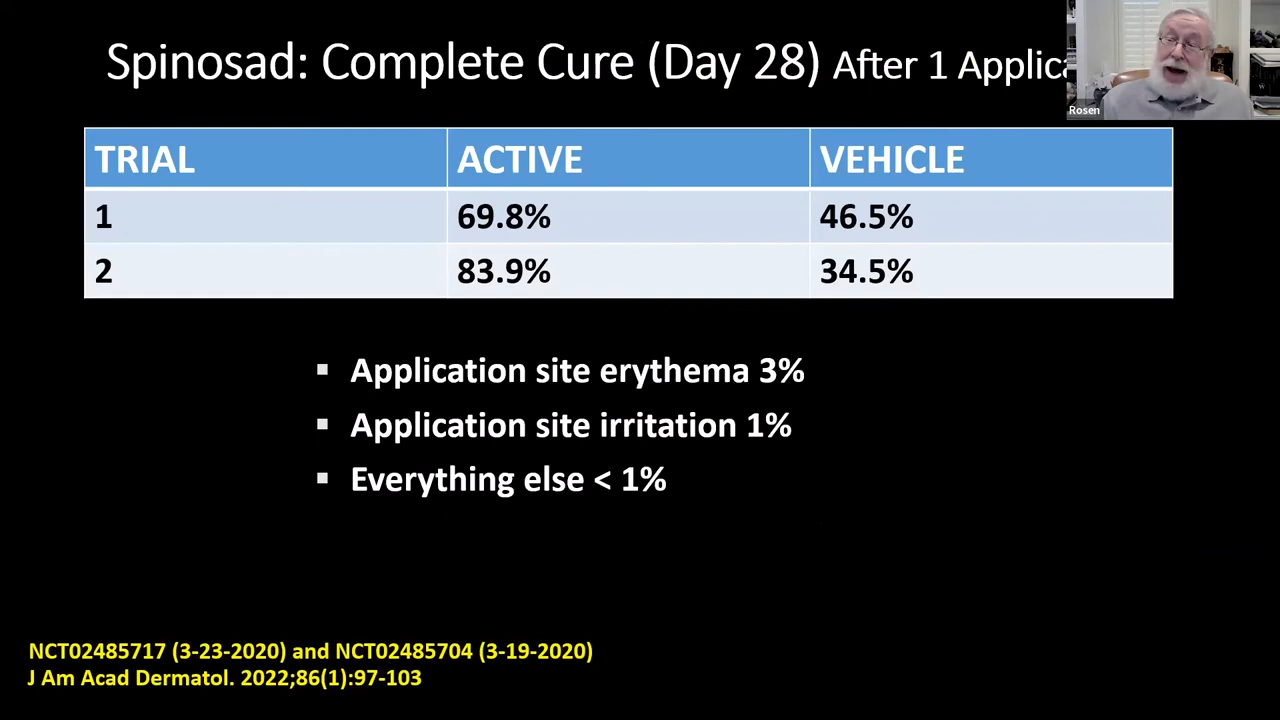 Spinosad: Complete Cure (Day 28) After 1
Rosen
TRIAL ACTIVE VEHICLE
1 69.8% 46.5%
2 83.9% 34.5%
▪ Application site erythema 3%
▪ Application site irritation 1%
▪ Everything else < 1%
NCT02485717 (3-23-2020) and NCT02485704 (3-19-2020)
J Am Acad Dermatol. 2022;86(1):97-103